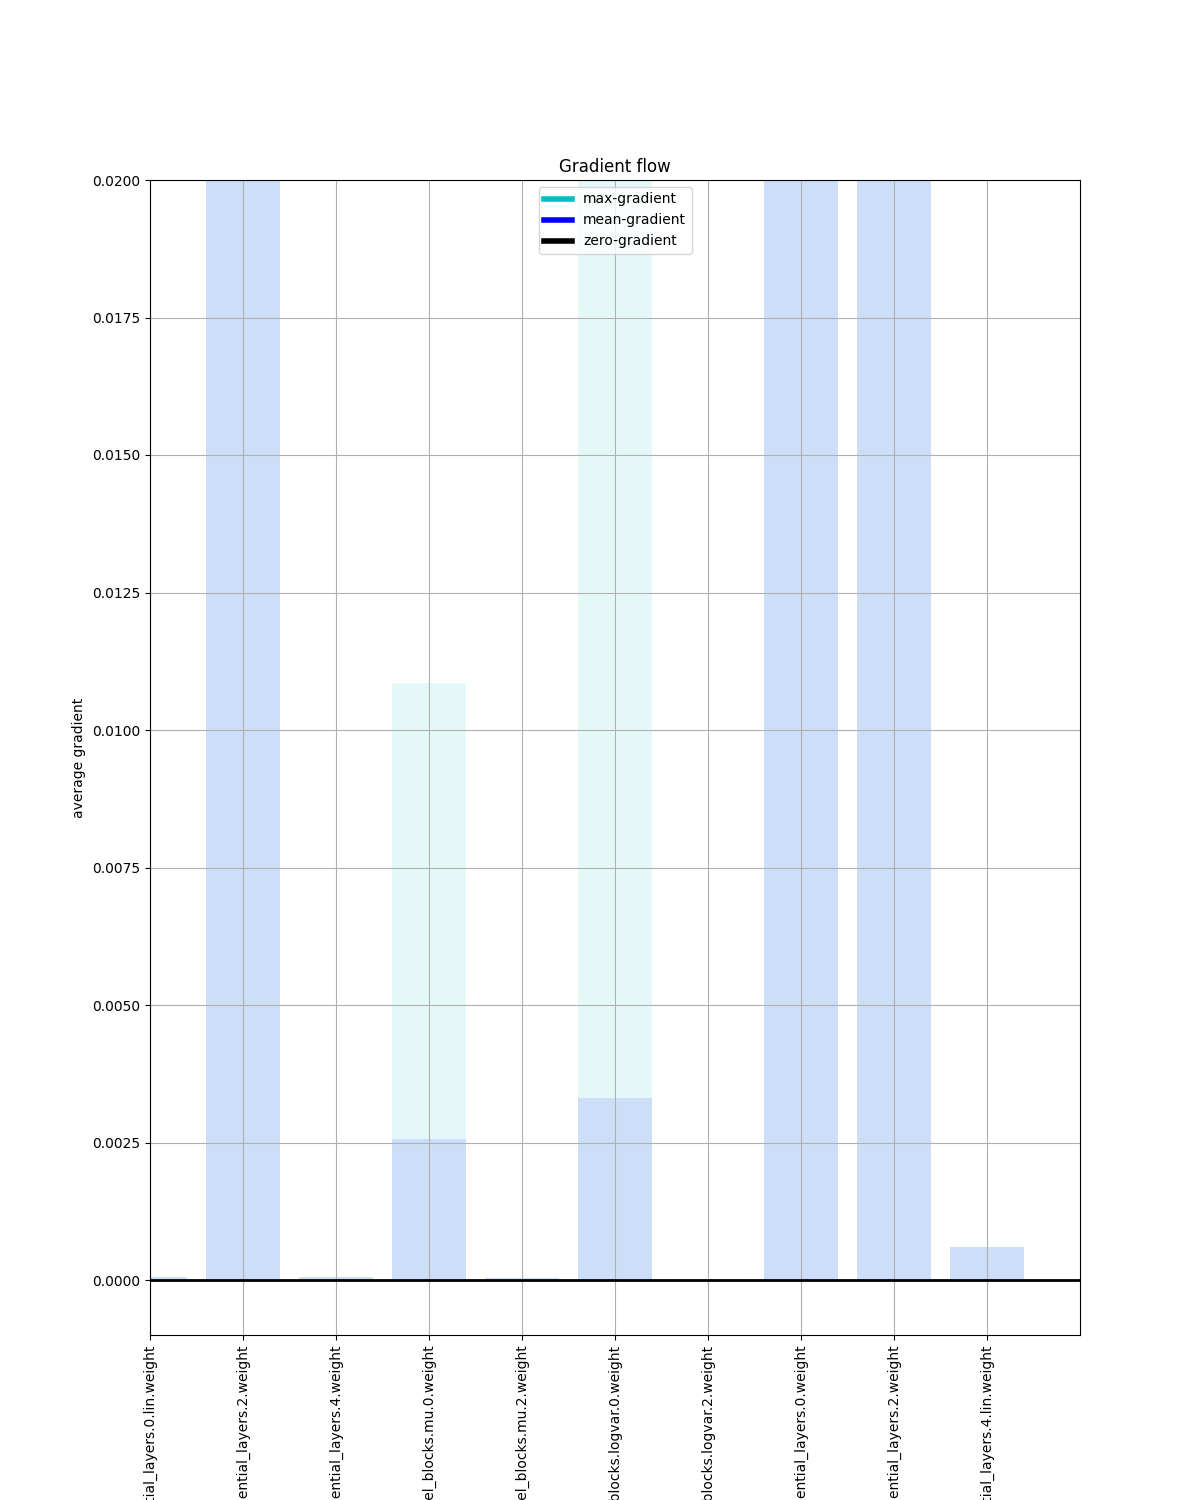 Gradient flow
max-gradient
mean-gradient
zero-gradient
0.0200
0.0175
0.0150
0.0125
0.0100
0.0075
0.0050
0.0025
0.0000
average gradient
tial_layers.0.lin.weight
ential_layers.2.weight
ential_layers.4.weight
el_blocks.mu.0.weight
el_blocks.mu.2.weight
blocks.logvar.0.weight
blocks.logvar.2.weight
ential_layers.0.weight
ential_layers.2.weight
tial_layers.4.lin.weight